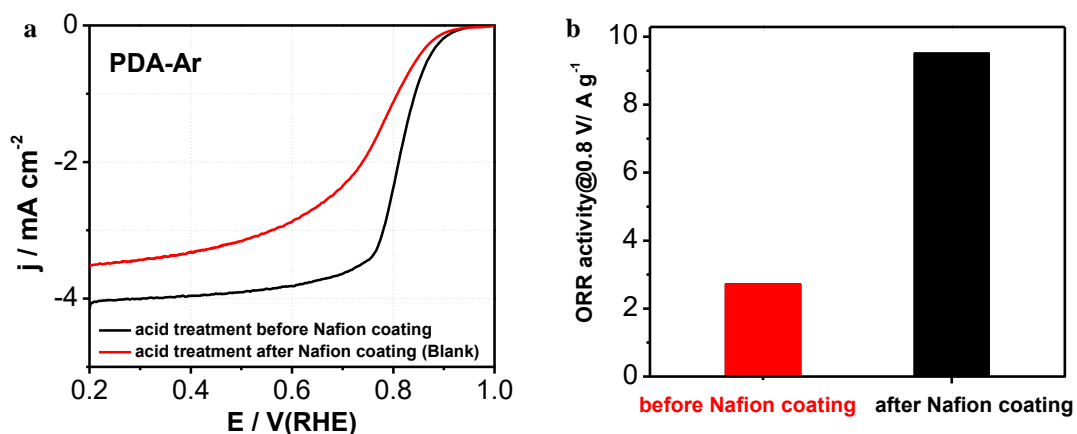 a
PDA-Ar
0
-2
-4
j / mA cm⁻²
acid treatment before Nafion coating
acid treatment after Nafion coating (Blank)
0.2
0.4
0.6
0.8
1.0
E / V(RHE)
b
10
8
6
4
2
0
ORR activity@0.8 V/ A g⁻¹
before Nafion coating
after Nafion coating